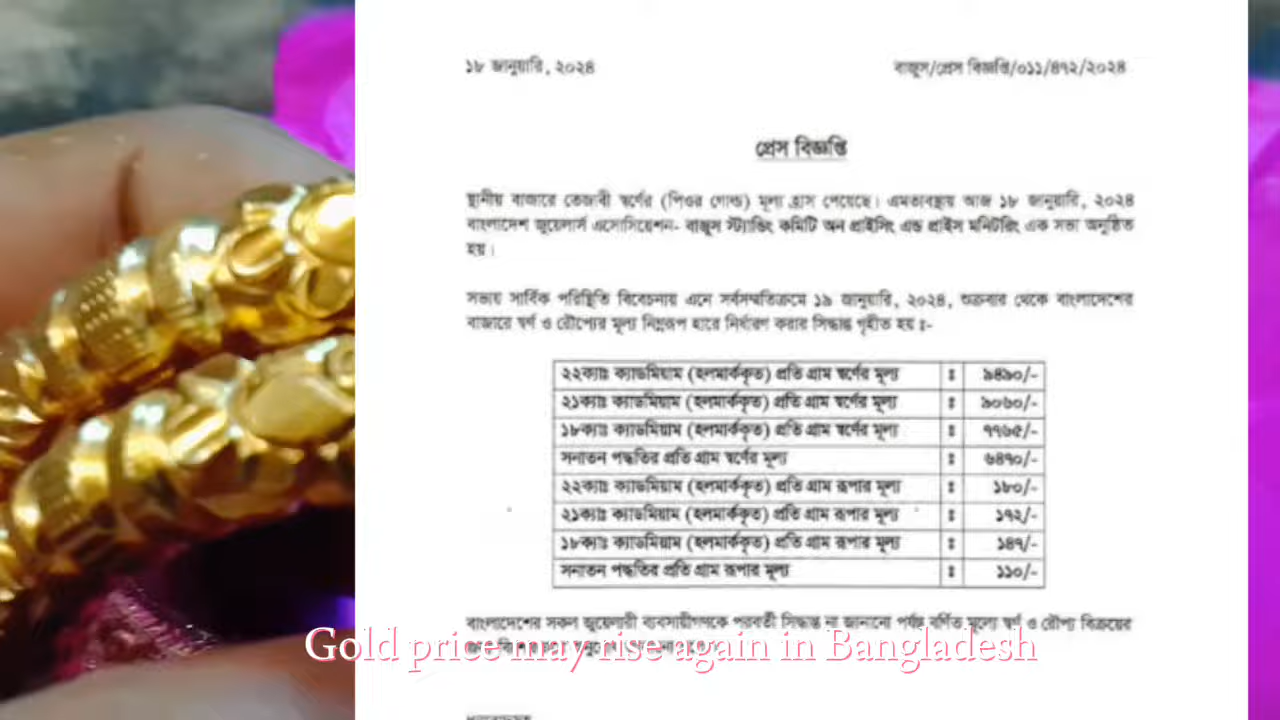 ১৮ জানুয়ারি, ২০২৪
বাজুস/প্রেস বিজ্ঞপ্তি/০১১/৪৭২/২০২৪
প্রেস বিজ্ঞপ্তি
স্থানীয় বাজারে তেজাবী স্বর্ণের (পিওর গোল্ড) মূল্য হ্রাস পেয়েছে। এমতাবস্থায় আজ ১৮ জানুয়ারি, ২০২৪
বাংলাদেশ জুয়েলার্স এসোসিয়েশন- বাজুস স্ট্যান্ডিং কমিটি অন প্রাইসিং এন্ড প্রাইস মনিটরিং এক সভা অনুষ্ঠিত
হয়।
সভায় সার্বিক পরিস্থিতি বিবেচনায় এনে সর্বসম্মতিক্রমে ১৯ জানুয়ারি, ২০২৪, শুক্রবার থেকে বাংলাদেশের
বাজারে স্বর্ণ ও রৌপ্যের মূল্য নিম্নরূপ হারে নির্ধারণ করার সিদ্ধান্ত গৃহীত হয় ঃ-
২২ক্যাঃ ক্যাডমিয়াম (হলমার্ককৃত) প্রতি গ্রাম স্বর্ণের মূল্য ঃ ৯৪৯০/-
২১ক্যাঃ ক্যাডমিয়াম (হলমার্ককৃত) প্রতি গ্রাম স্বর্ণের মূল্য ঃ ৯০৬০/-
১৮ক্যাঃ ক্যাডমিয়াম (হলমার্ককৃত) প্রতি গ্রাম স্বর্ণের মূল্য ঃ ৭৭৬৫/-
সনাতন পদ্ধতির প্রতি গ্রাম স্বর্ণের মূল্য ঃ ৬৪৭০/-
২২ক্যাঃ ক্যাডমিয়াম (হলমার্ককৃত) প্রতি গ্রাম রূপার মূল্য ঃ ১৮০/-
২১ক্যাঃ ক্যাডমিয়াম (হলমার্ককৃত) প্রতি গ্রাম রূপার মূল্য ঃ ১৭২/-
১৮ক্যাঃ ক্যাডমিয়াম (হলমার্ককৃত) প্রতি গ্রাম রূপার মূল্য ঃ ১৪৭/-
সনাতন পদ্ধতির প্রতি গ্রাম রূপার মূল্য ঃ ১১০/-
বাংলাদেশের সকল জুয়েলারী ব্যবসায়ীগণকে পরবর্তী সিদ্ধান্ত না জানানো পর্যন্ত বর্ণিত মূল্যে স্বর্ণ ও রৌপ্য বিক্রয়ের
Gold price may rise again in Bangladesh